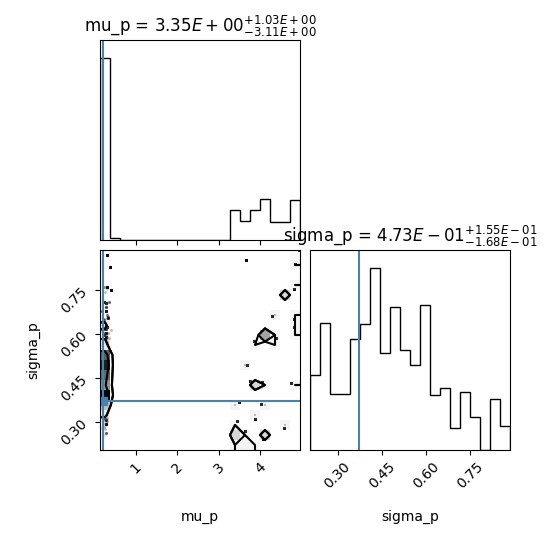 mu_p = 3.35E+00+1.03E+00−3.11E+00
sigma_p = 4.73E−01+1.55E−01−1.68E−01
sigma_p
0.75
0.60
0.45
0.30
1 2 3 4
0.30 0.45 0.60 0.75
mu_p
sigma_p